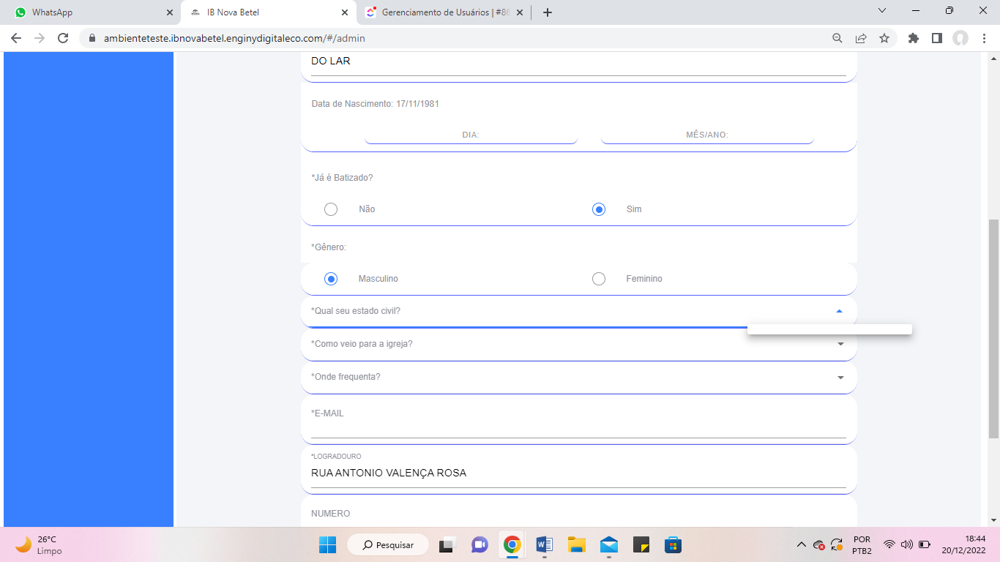 WhatsApp
IB Nova Betel
Gerenciamento de Usuários | #86
ambienteteste.ibnovabetel.enginydigitaleco.com/#/admin
DO LAR
Data de Nascimento: 17/11/1981
DIA:
MÊS/ANO:
*Já é Batizado?
Não
Sim
*Gênero:
Masculino
Feminino
*Qual seu estado civil?
*Como veio para a igreja?
*Onde frequenta?
*E-MAIL
*LOGRADOURO
RUA ANTONIO VALENÇA ROSA
NUMERO
26°C
Limpo
Pesquisar
POR
PTB2
18:44
20/12/2022